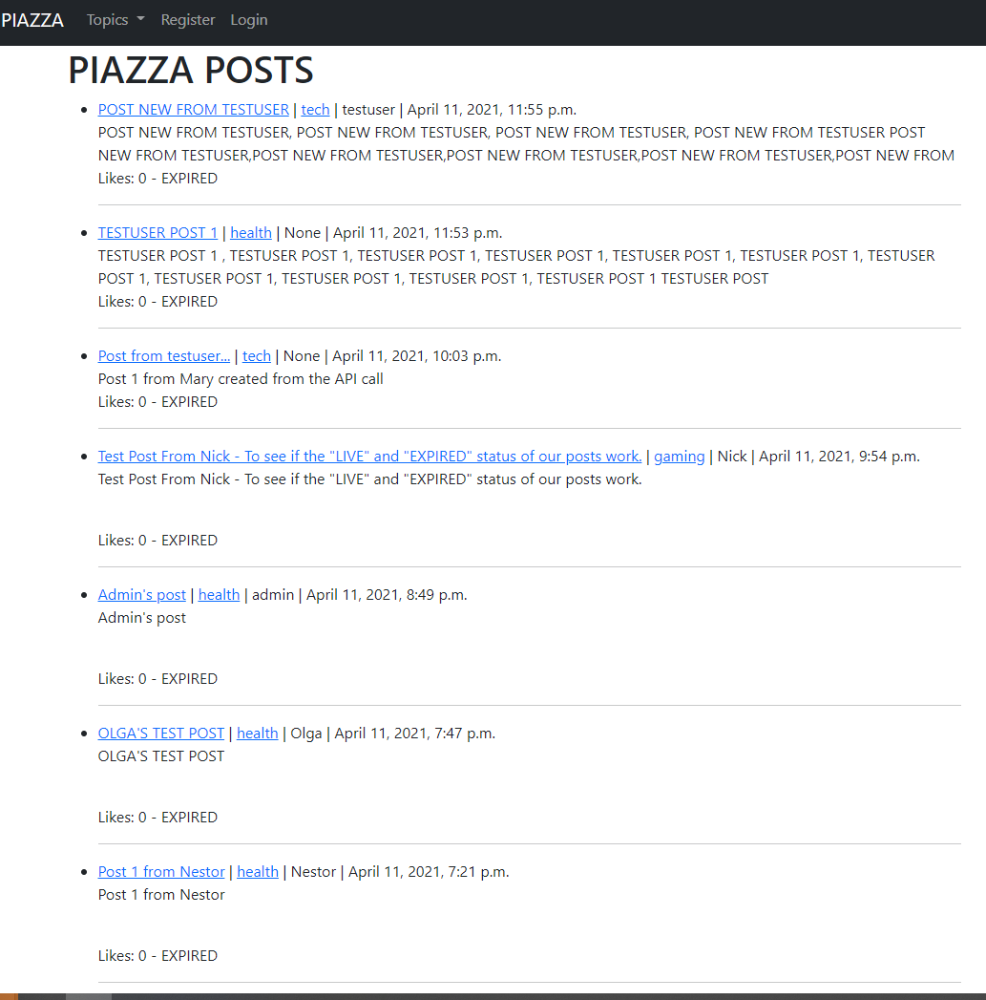 PIAZZA Topics Register Login
PIAZZA POSTS
POST NEW FROM TESTUSER | tech | testuser | April 11, 2021, 11:55 p.m.
POST NEW FROM TESTUSER, POST NEW FROM TESTUSER, POST NEW FROM TESTUSER, POST NEW FROM TESTUSER POST
NEW FROM TESTUSER,POST NEW FROM TESTUSER,POST NEW FROM TESTUSER,POST NEW FROM TESTUSER,POST NEW FROM
Likes: 0 - EXPIRED
TESTUSER POST 1 | health | None | April 11, 2021, 11:53 p.m.
TESTUSER POST 1 , TESTUSER POST 1, TESTUSER POST 1, TESTUSER POST 1, TESTUSER POST 1, TESTUSER POST 1, TESTUSER
POST 1, TESTUSER POST 1, TESTUSER POST 1, TESTUSER POST 1, TESTUSER POST 1 TESTUSER POST
Likes: 0 - EXPIRED
Post from testuser... | tech | None | April 11, 2021, 10:03 p.m.
Post 1 from Mary created from the API call
Likes: 0 - EXPIRED
Test Post From Nick - To see if the "LIVE" and "EXPIRED" status of our posts work. | gaming | Nick | April 11, 2021, 9:54 p.m.
Test Post From Nick - To see if the "LIVE" and "EXPIRED" status of our posts work.
Likes: 0 - EXPIRED
Admin's post | health | admin | April 11, 2021, 8:49 p.m.
Admin's post
Likes: 0 - EXPIRED
OLGA'S TEST POST | health | Olga | April 11, 2021, 7:47 p.m.
OLGA'S TEST POST
Likes: 0 - EXPIRED
Post 1 from Nestor | health | Nestor | April 11, 2021, 7:21 p.m.
Post 1 from Nestor
Likes: 0 - EXPIRED